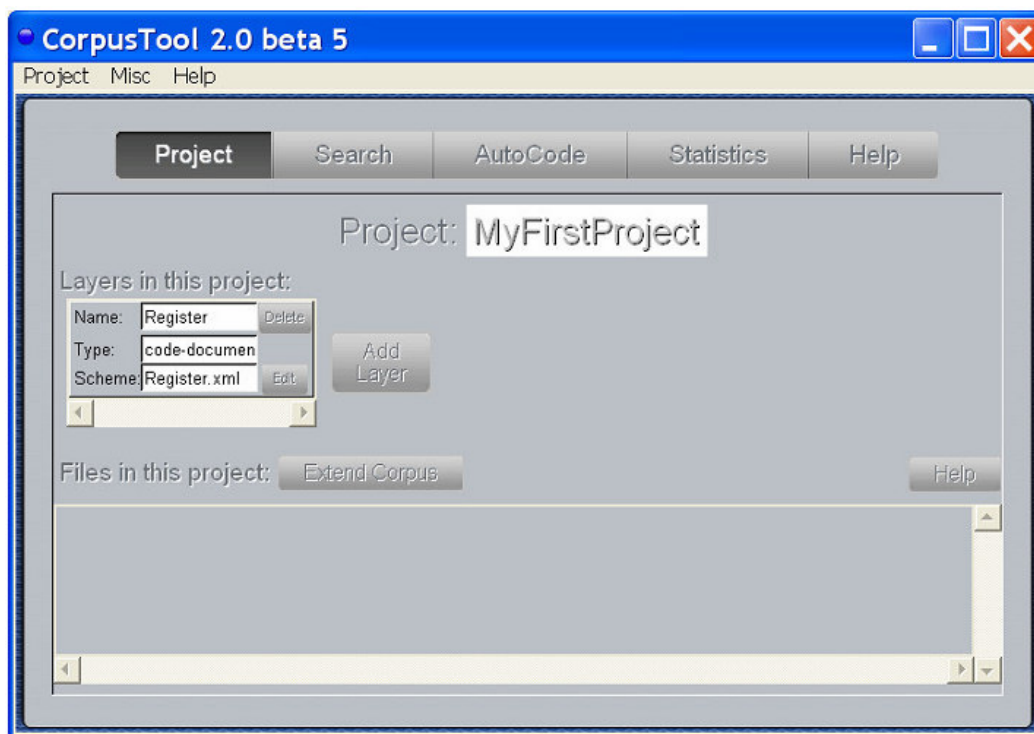 CorpusTool 2.0 beta 5
Project Misc Help
Project Search AutoCode Statistics Help
Project: MyFirstProject
Layers in this project:
Name: Register Delete
Type: code-documen
Scheme: Register.xml Edit
Add
Layer
Files in this project: Extend Corpus Help